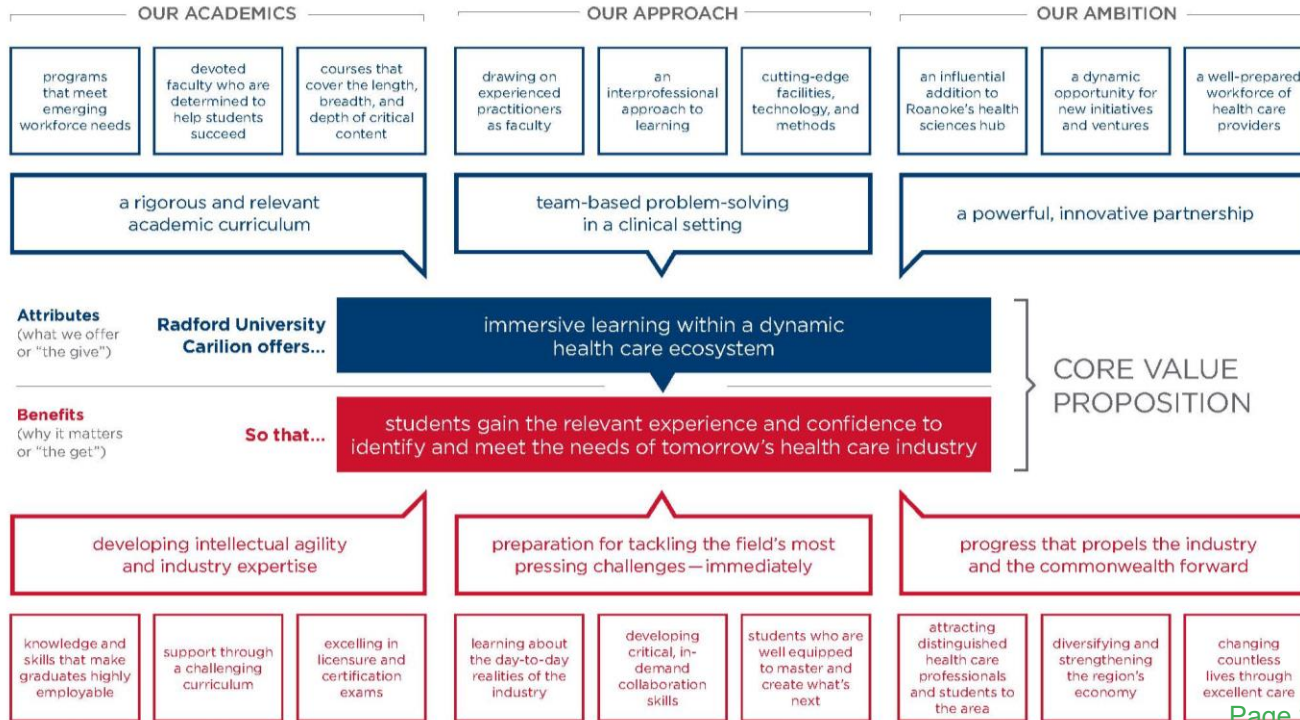 OUR ACADEMICS
OUR APPROACH
OUR AMBITION
programs
that meet
emerging
workforce needs
devoted
faculty who are
determined to
help students
succeed
courses that
cover the length,
breadth, and
depth of critical
content
drawing on
experienced
practitioners
as faculty
an
interprofessional
approach to
learning
cutting-edge
facilities,
technology, and
methods
an influential
addition to
Roanoke's health
sciences hub
a dynamic
opportunity for
new initiatives
and ventures
a well-prepared
workforce of
health care
providers
a rigorous and relevant
academic curriculum
team-based problem-solving
in a clinical setting
a powerful, innovative partnership
Attributes
(what we offer
or "the give")
Radford University
Carilion offers...
immersive learning within a dynamic
health care ecosystem
CORE VALUE
PROPOSITION
Benefits
(why it matters
or "the get")
So that...
students gain the relevant experience and confidence to
identify and meet the needs of tomorrow's health care industry
developing intellectual agility
and industry expertise
preparation for tackling the field's most
pressing challenges—immediately
progress that propels the industry
and the commonwealth forward
knowledge and
skills that make
graduates highly
employable
support through
a challenging
curriculum
excelling in
licensure and
certification
exams
learning about
the day-to-day
realities of the
industry
developing
critical, in-
demand
collaboration
skills
students who are
well equipped
to master and
create what's
next
attracting
distinguished
health care
professionals
and students to
the area
diversifying and
strengthening
the region's
economy
changing
countless
lives through
excellent care
Page